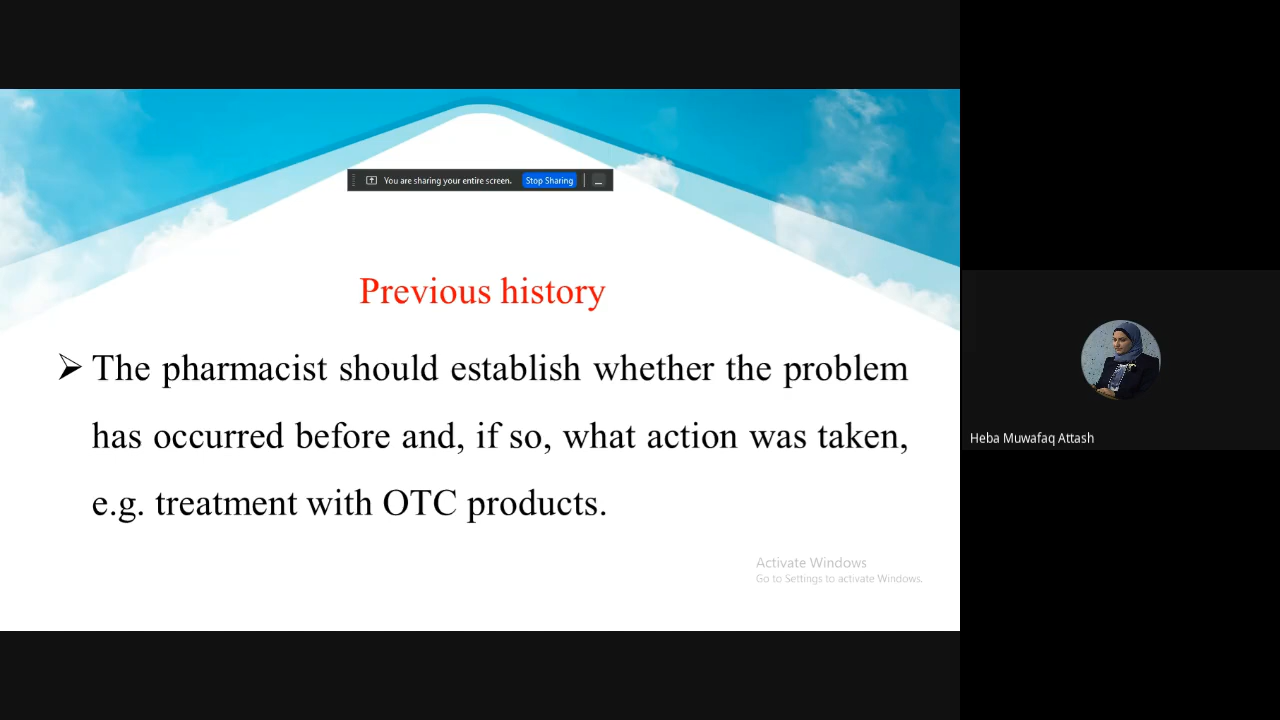 You are sharing your entire screen. Stop Sharing
Previous history
➢ The pharmacist should establish whether the problem
has occurred before and, if so, what action was taken,
e.g. treatment with OTC products.
Activate Windows
Go to Settings to activate Windows.
Heba Muwafaq Attash